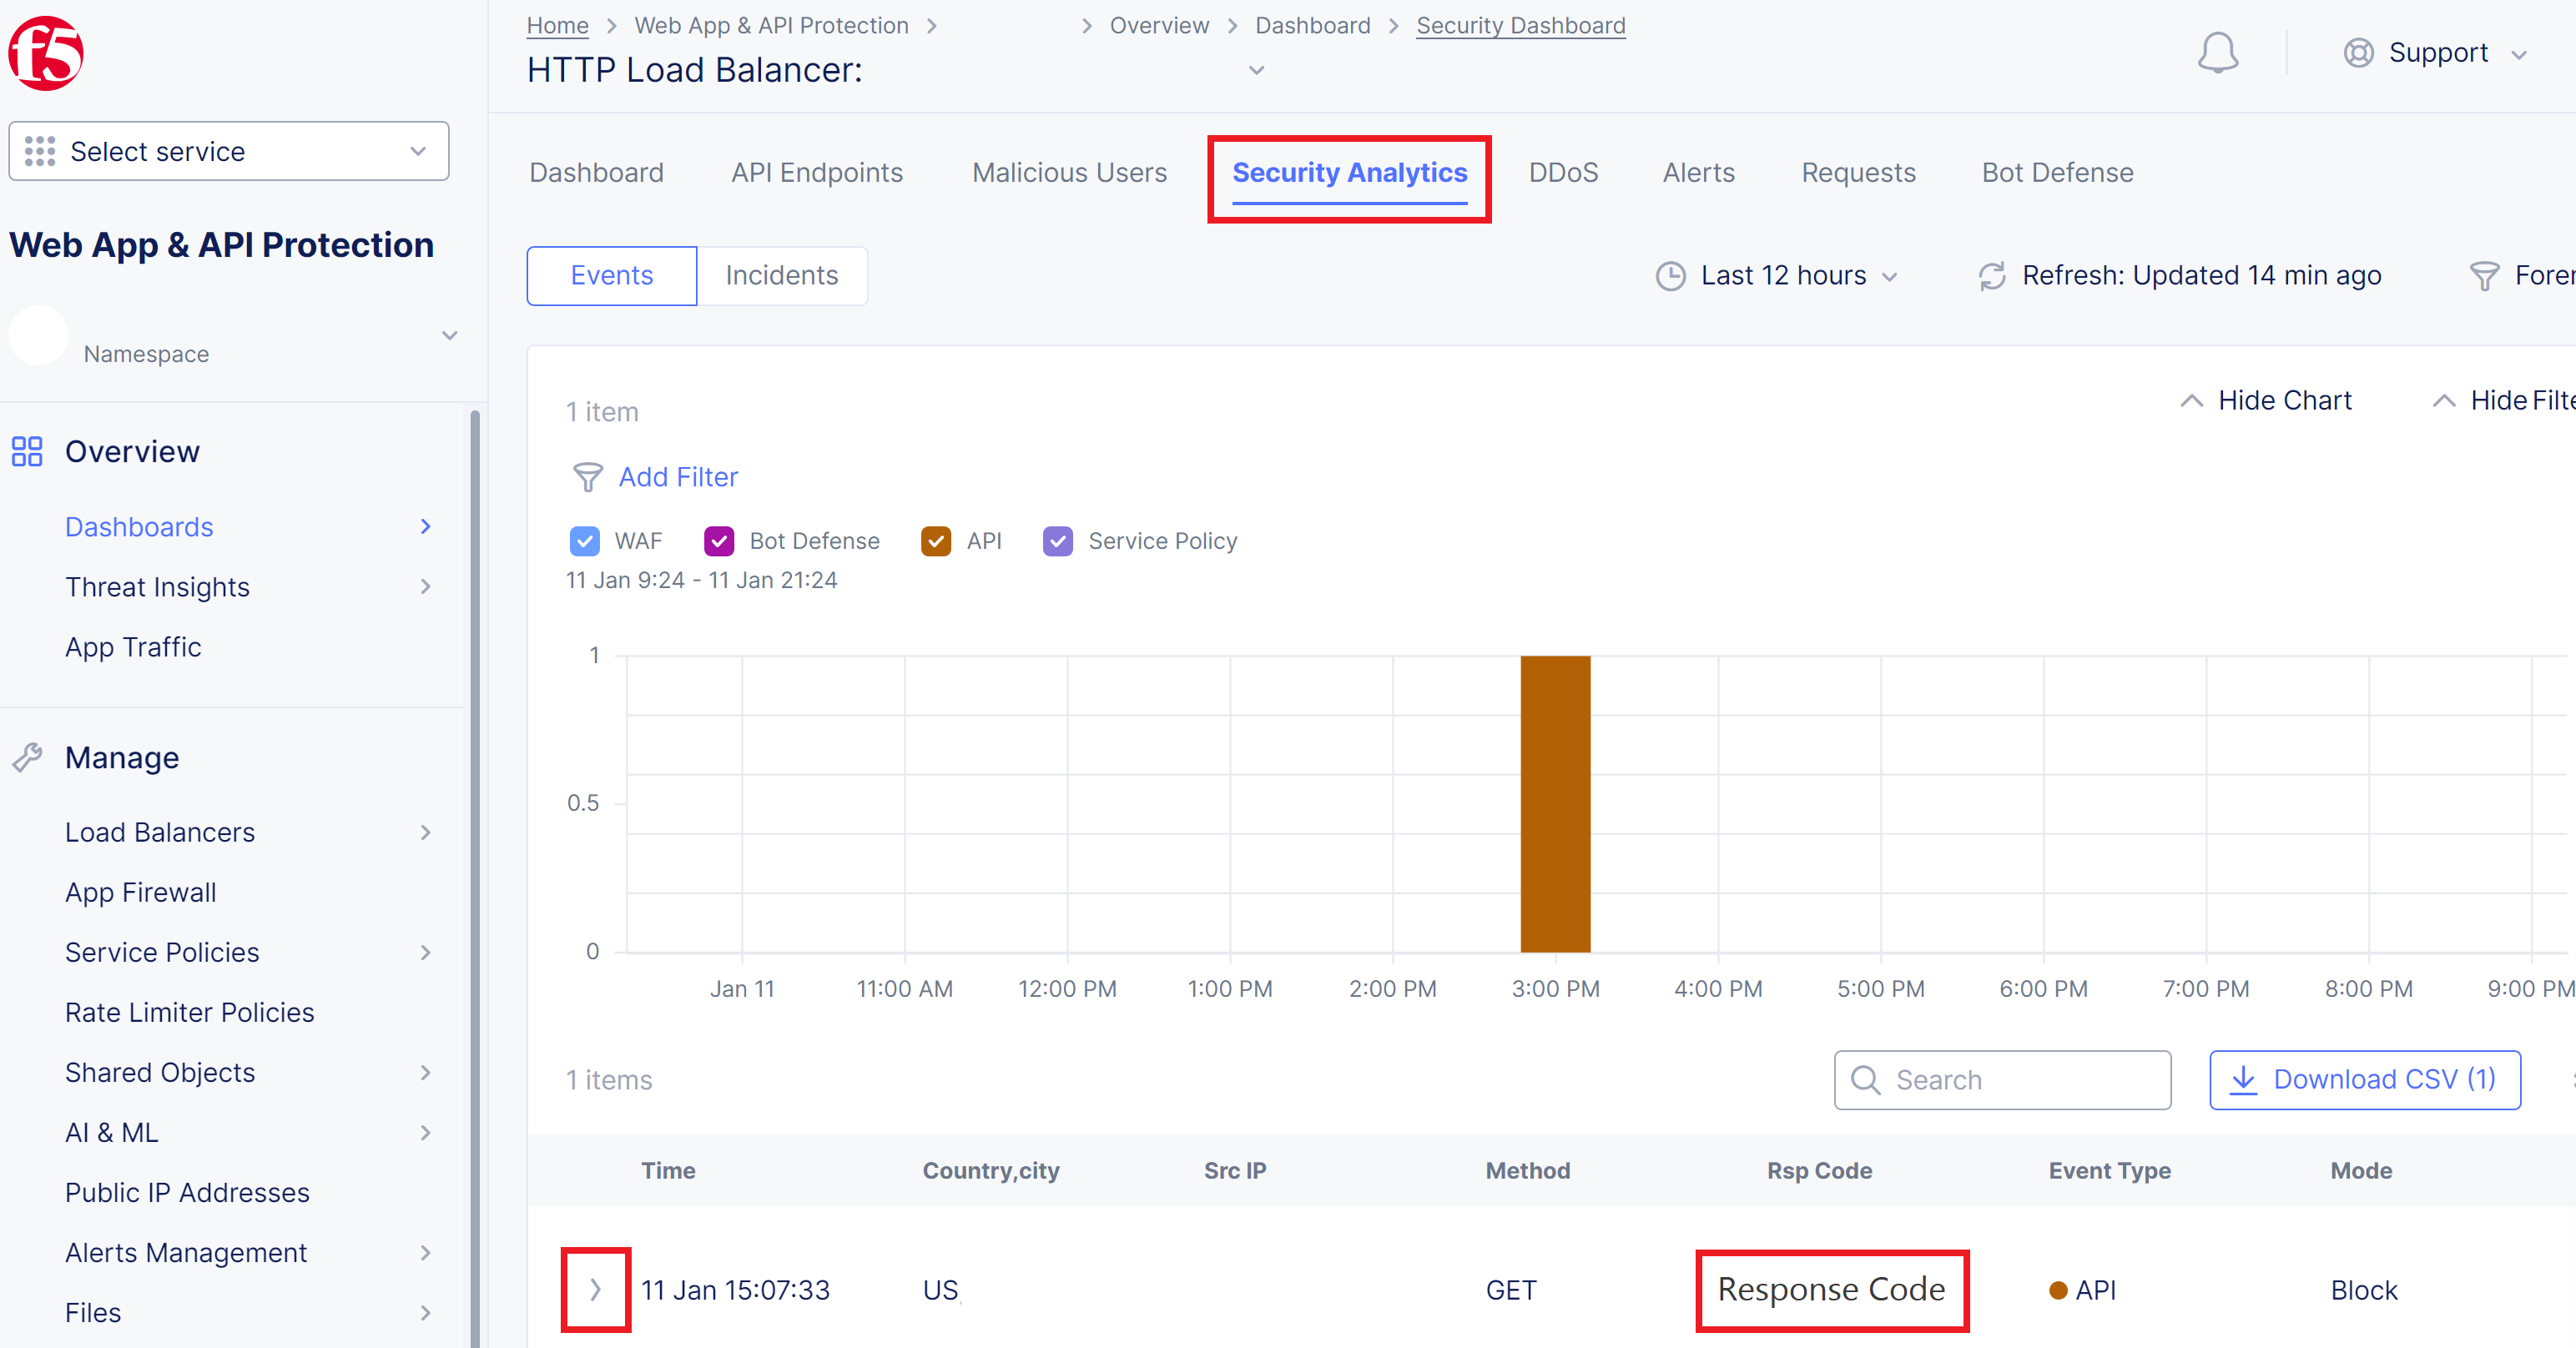 f5
Home > Web App & API Protection > > Overview > Dashboard > Security Dashboard
HTTP Load Balancer:
Support
Select service
Web App & API Protection
Namespace
Overview
Dashboards
Threat Insights
App Traffic
Manage
Load Balancers
App Firewall
Service Policies
Rate Limiter Policies
Shared Objects
AI & ML
Public IP Addresses
Alerts Management
Files
Dashboard API Endpoints Malicious Users Security Analytics DDoS Alerts Requests Bot Defense
Events Incidents
Last 12 hours Refresh: Updated 14 min ago
1 item
Hide Chart Hide
Add Filter
WAF Bot Defense API Service Policy
11 Jan 9:24 - 11 Jan 21:24
1
0.5
0
Jan 11 11:00 AM 12:00 PM 1:00 PM 2:00 PM 3:00 PM 4:00 PM 5:00 PM 6:00 PM 7:00 PM 8:00 PM 9:00 PM
1 items
Search
Download CSV (1)
Time Country,city Src IP Method Rsp Code Event Type Mode
11 Jan 15:07:33 US, GET Response Code API Block